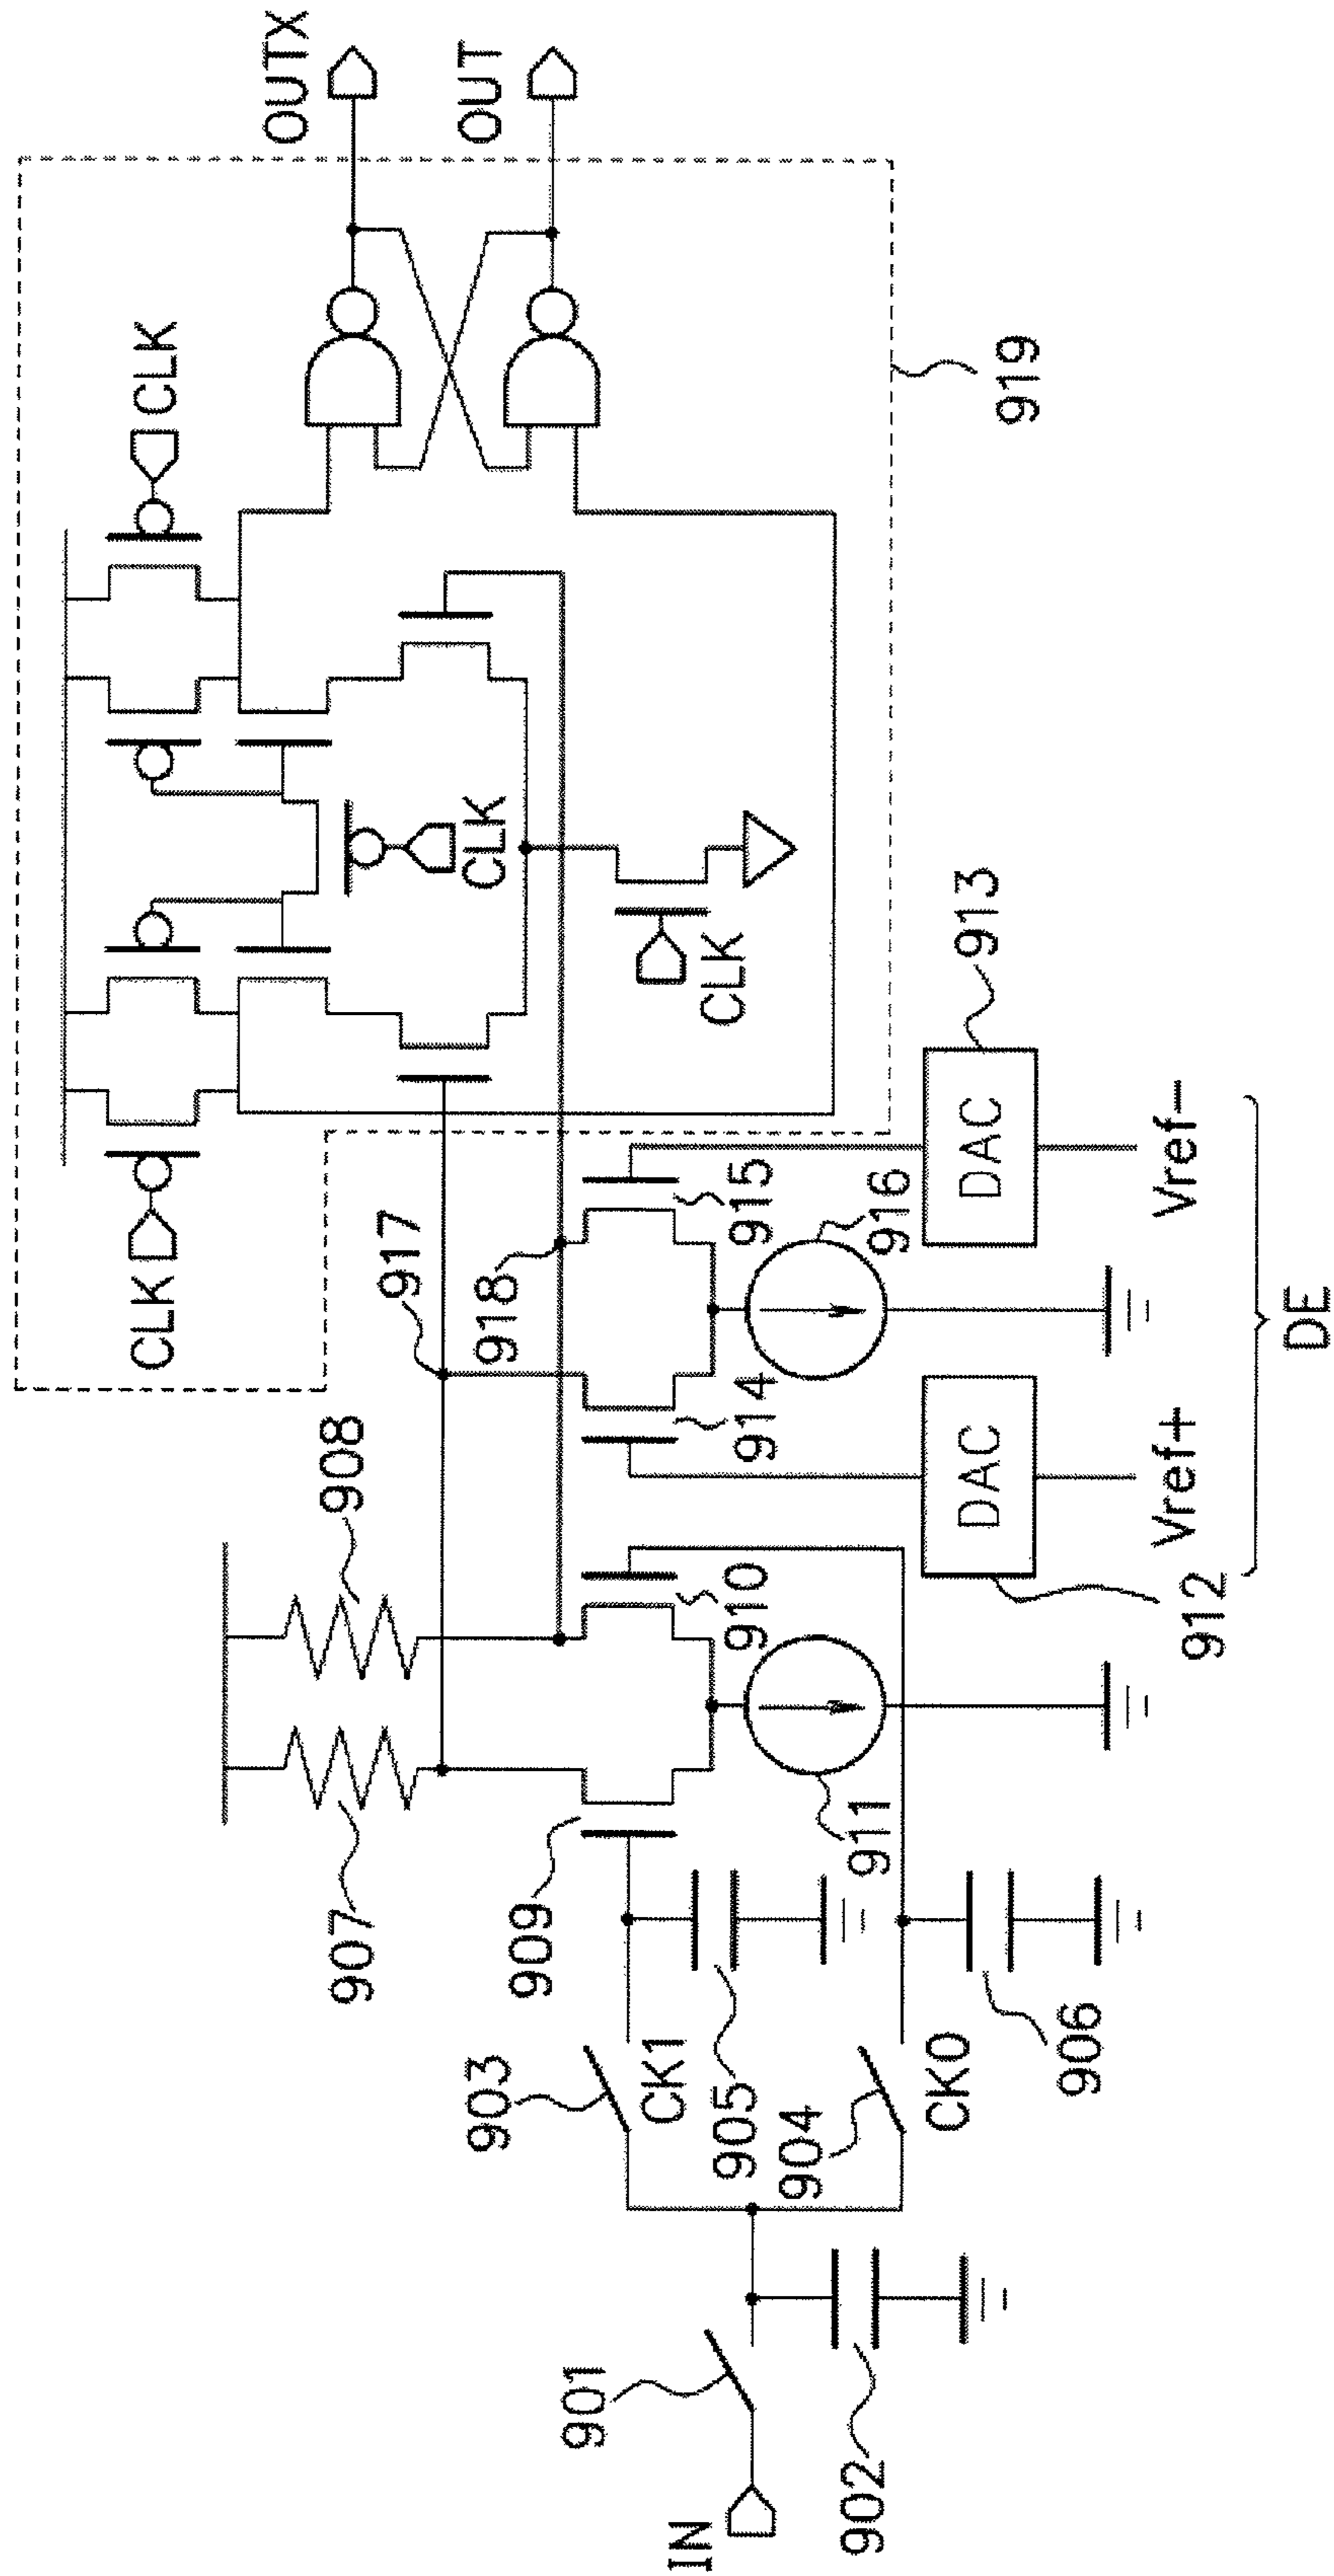 OUTX
OUT
CLK
919
CLK
CLK
CLK
917
918
915
916
913
DAC
Vref-
908
914
DAC
Vref+
DE
910
912
907
909
911
903
CK1
905
904
CK0
906
901
902
IN